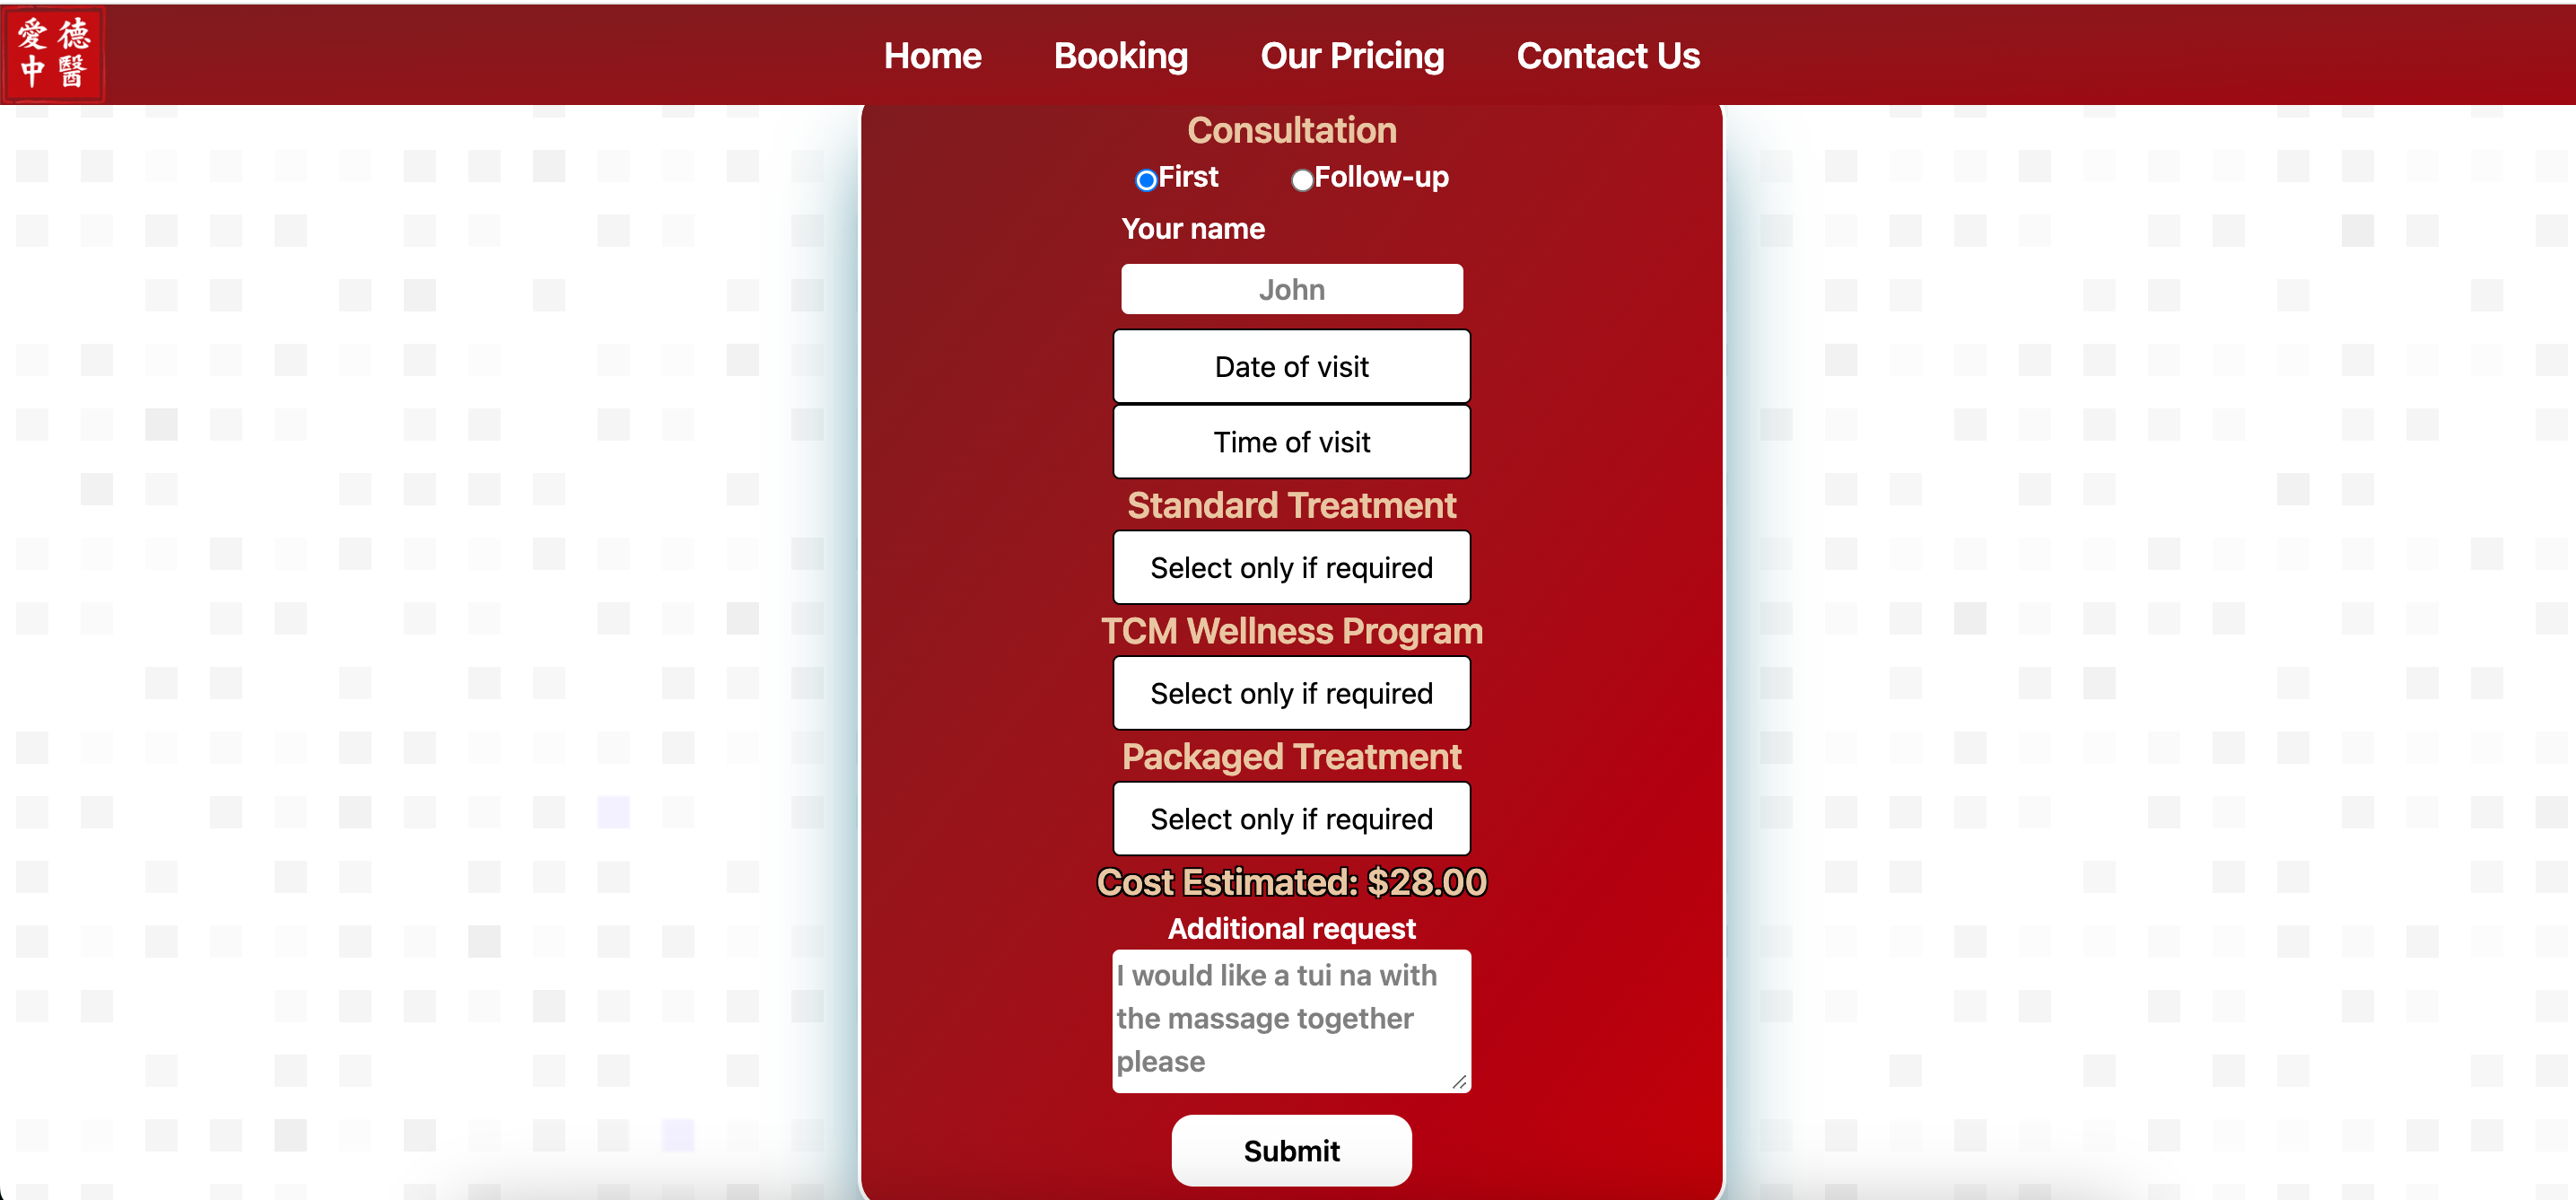 愛德
中醫
Home Booking Our Pricing Contact Us
Consultation
First Follow-up
Your name
John
Date of visit
Time of visit
Standard Treatment
Select only if required
TCM Wellness Program
Select only if required
Packaged Treatment
Select only if required
Cost Estimated: $28.00
Additional request
I would like a tui na with
the massage together
please
Submit